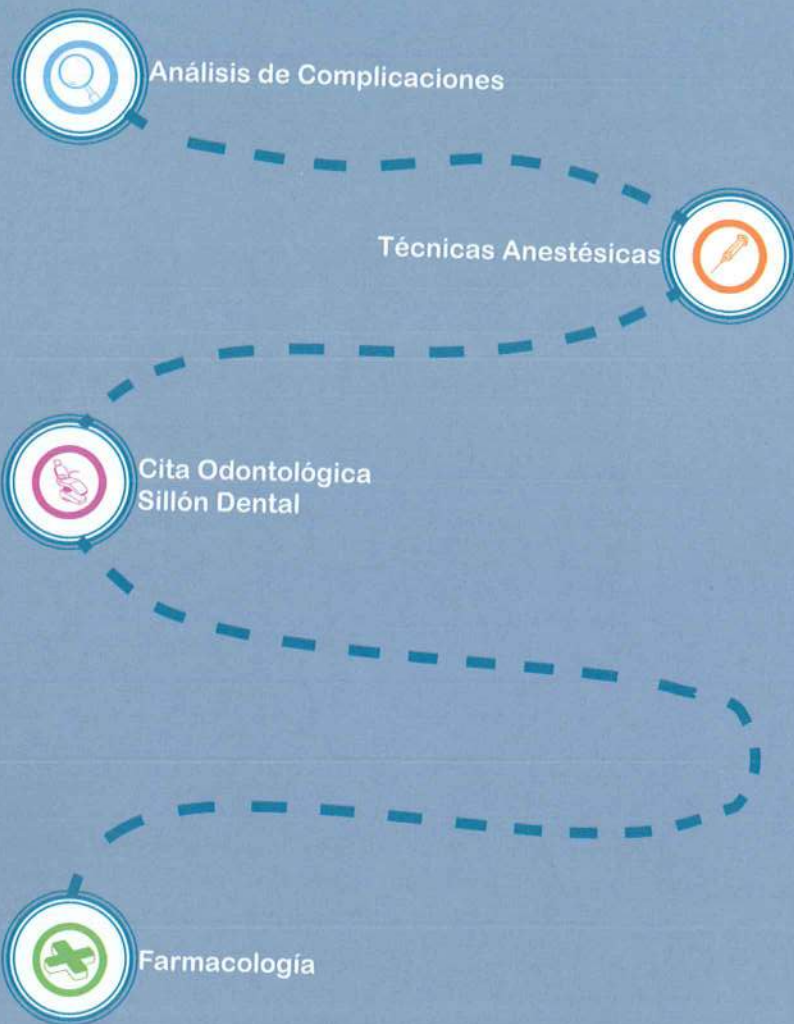 Análisis de Complicaciones
Técnicas Anestésicas
Cita Odontológica
Sillón Dental
Farmacología